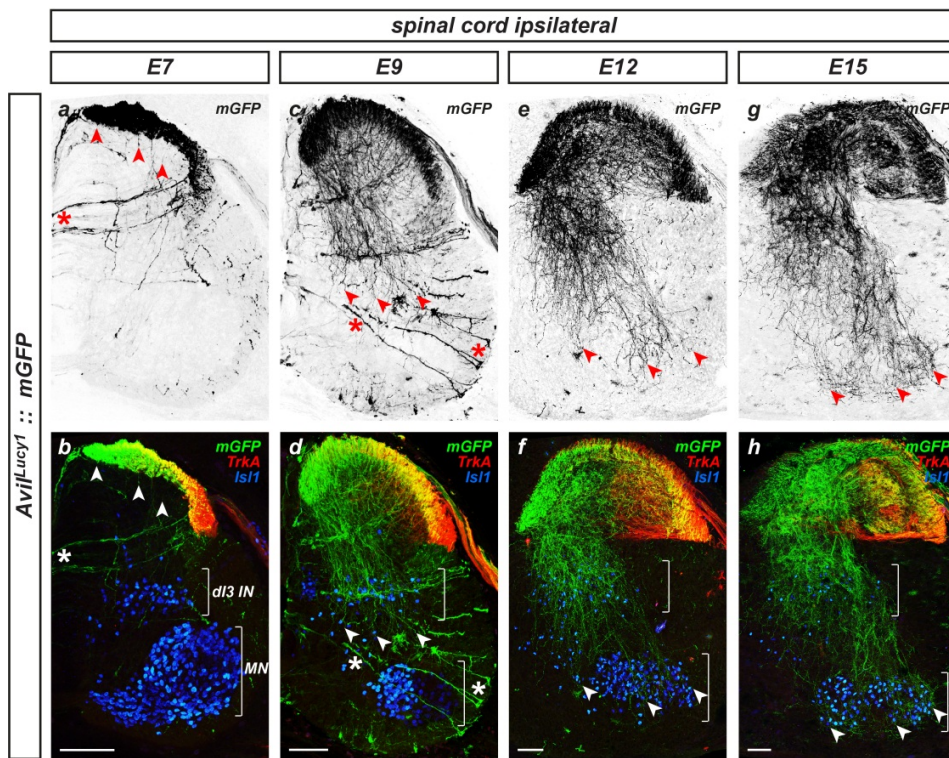 spinal cord ipsilateral
E7
E9
E12
E15
Avil^Lucy1 :: mGFP
a
mGFP
c
mGFP
e
mGFP
g
mGFP
*
*
*
b
mGFP
TrkA
Isl1
*
dI3 IN
MN
d
mGFP
TrkA
Isl1
*
*
f
mGFP
TrkA
Isl1
h
mGFP
TrkA
Isl1